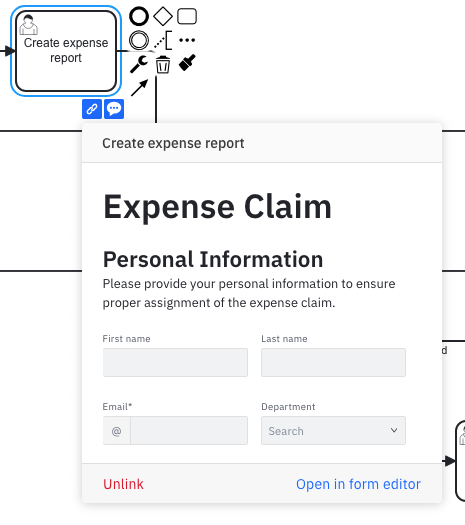 Create expense
report
Create expense report
Expense Claim
Personal Information
Please provide your personal information to ensure
proper assignment of the expense claim.
First name
Last name
Email*
Department
@
Search
d
Unlink
Open in form editor